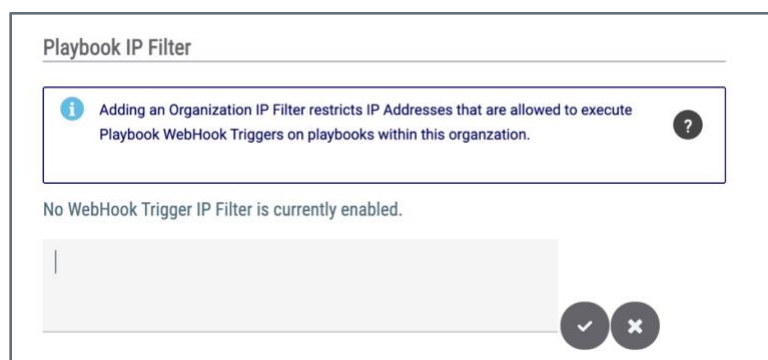 Playbook IP Filter
i
Adding an Organization IP Filter restricts IP Addresses that are allowed to execute
Playbook WebHook Triggers on playbooks within this organzation.
?
No WebHook Trigger IP Filter is currently enabled.